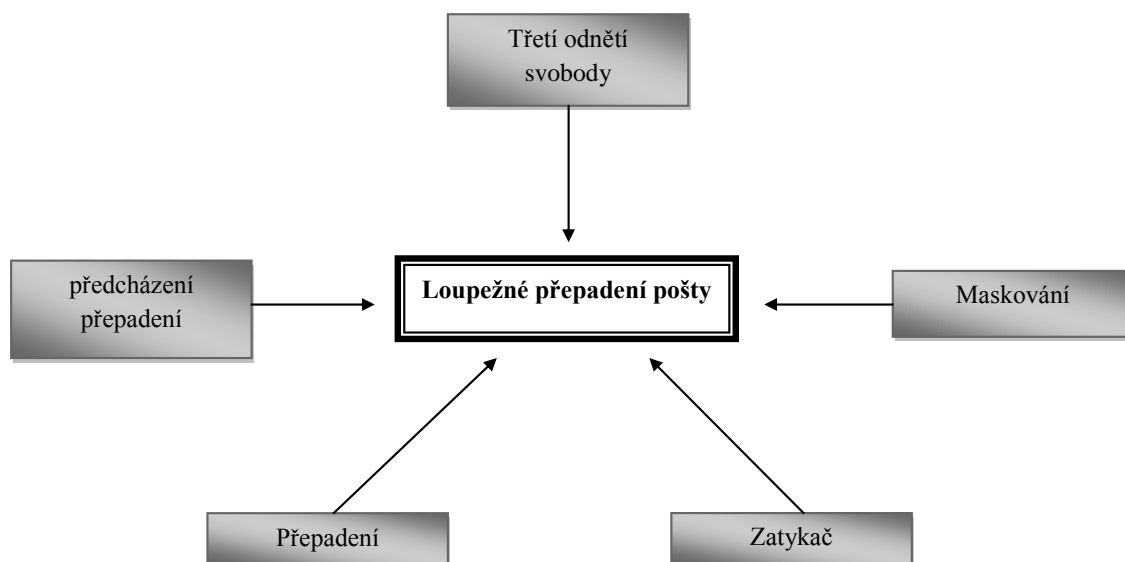 Třetí odnětí
svobody
předcházení
přepadení
Loupežné přepadení pošty
Maskování
Přepadení
Zatykač